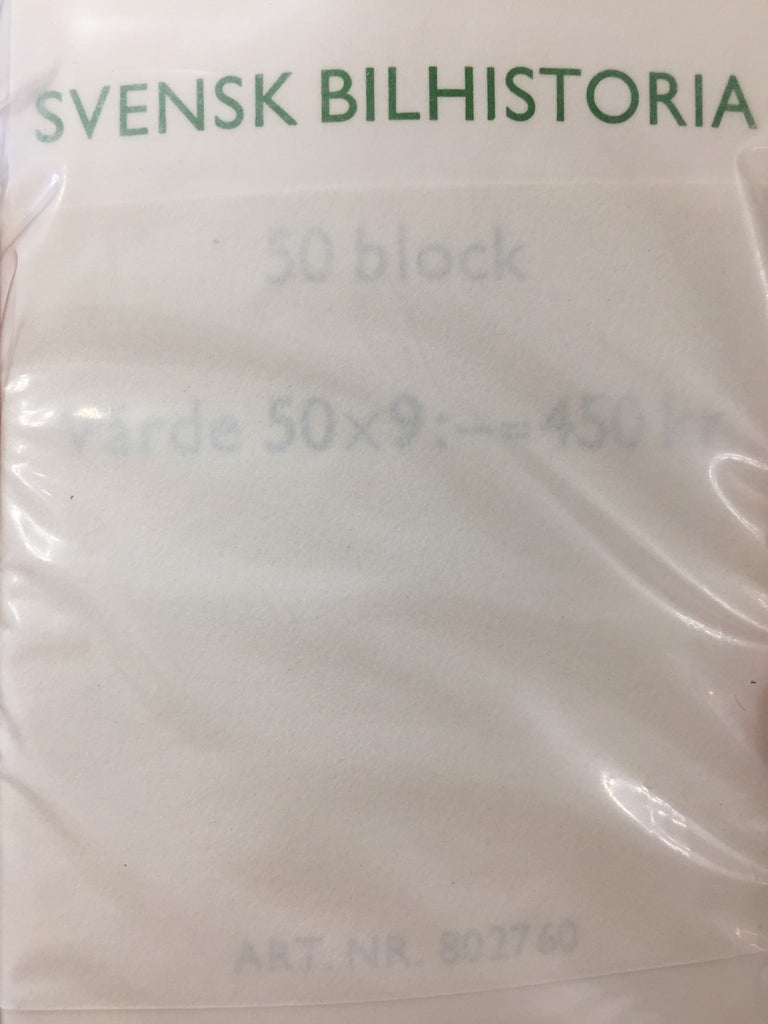 SVENSK BILHISTORIA
50 block
värde 50×9:-=450 kr
ART. NR. 802760